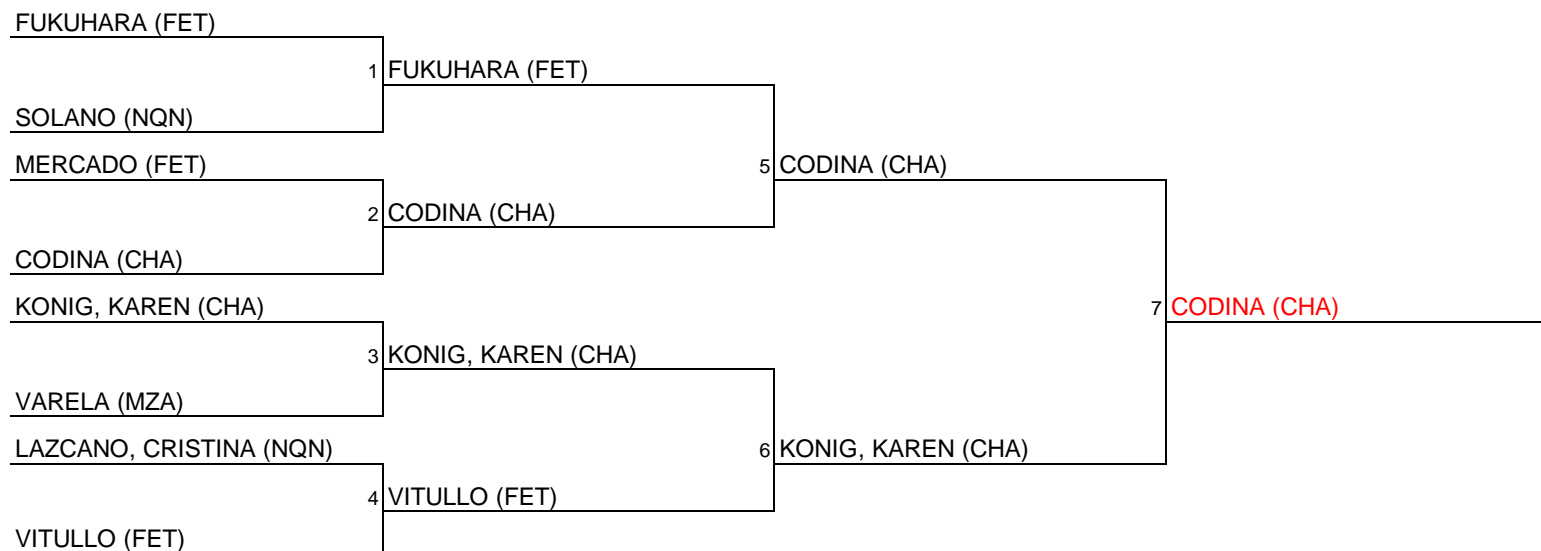 FUKUHARA (FET)
1 FUKUHARA (FET)
SOLANO (NQN)
MERCADO (FET)
5 CODINA (CHA)
2 CODINA (CHA)
CODINA (CHA)
KONIG, KAREN (CHA)
7 CODINA (CHA)
3 KONIG, KAREN (CHA)
VARELA (MZA)
LAZCANO, CRISTINA (NQN)
6 KONIG, KAREN (CHA)
4 VITULLO (FET)
VITULLO (FET)